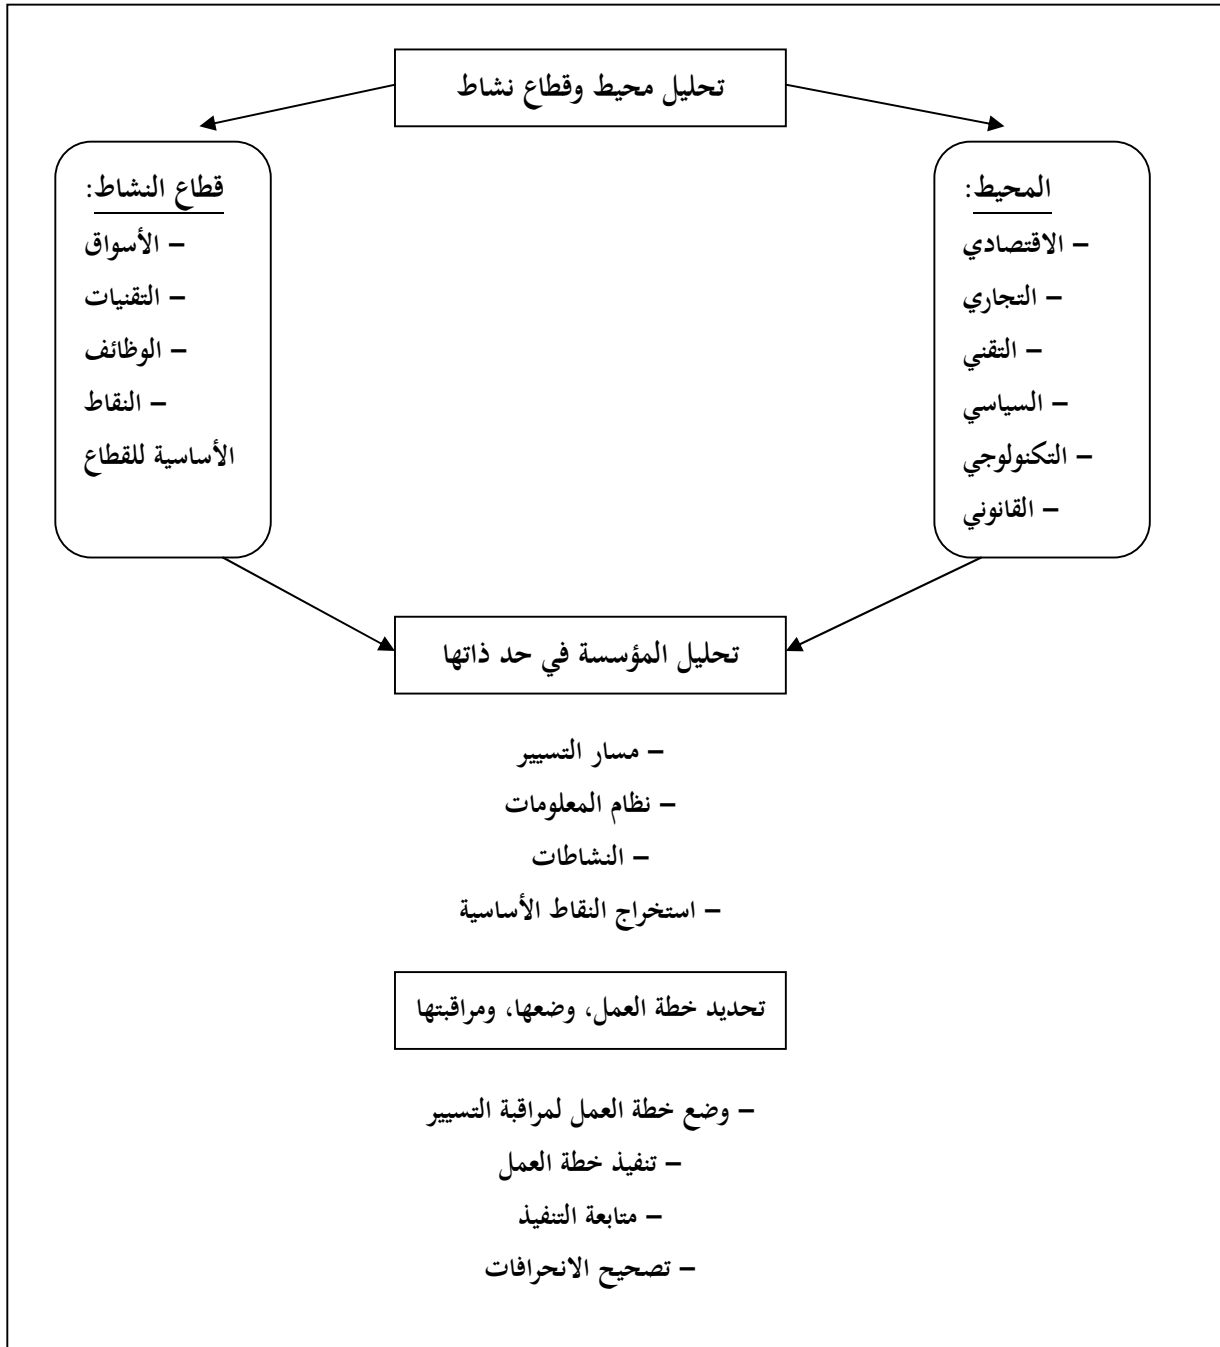 تحليل محيط وقطاع نشاط
المحيط:
– الاقتصادي
– التجاري
– التقني
– السياسي
– التكنولوجي
– القانوني
قطاع النشاط:
– الأسواق
– التقنيات
– الوظائف
– النقاط
الأساسية للقطاع
تحليل المؤسسة في حد ذاتها
– مسار التسيير
– نظام المعلومات
– النشاطات
– استخراج النقاط الأساسية
تحديد خطة العمل، وضعها، ومراقبتها
– وضع خطة العمل لمراقبة التسيير
– تنفيذ خطة العمل
– متابعة التنفيذ
– تصحيح الانحرافات